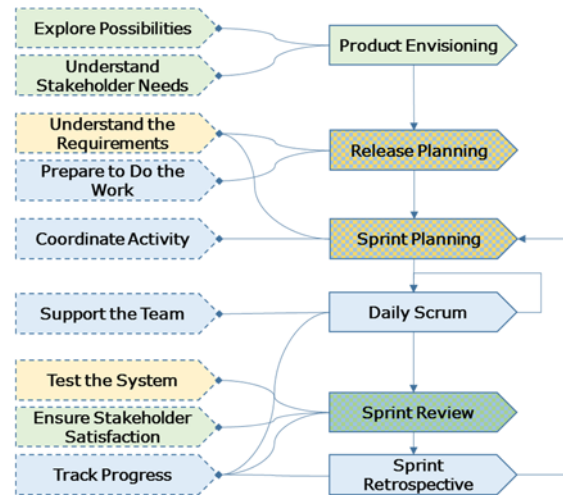 Explore Possibilities
Product Envisioning
Understand
Stakeholder Needs
Understand the
Requirements
Release Planning
Prepare to Do the
Work
Coordinate Activity
Sprint Planning
Support the Team
Daily Scrum
Test the System
Sprint Review
Ensure Stakeholder
Satisfaction
Track Progress
Sprint
Retrospective